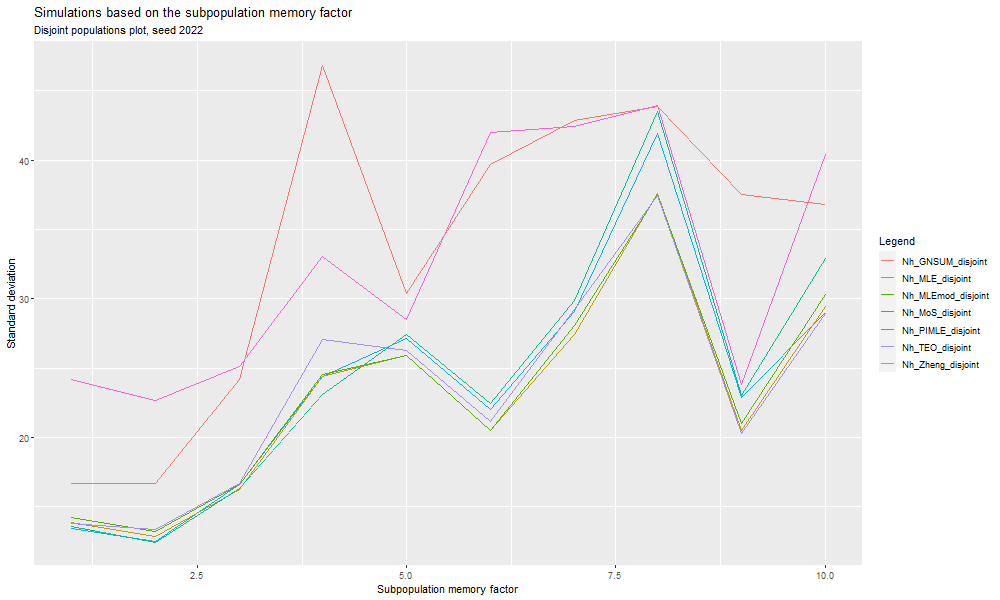 Simulations based on the subpopulation memory factor
Disjoint populations plot, seed 2022
Standard deviation
40
30
20
2.5
5.0
7.5
10.0
Subpopulation memory factor
Legend
Nh_GNSUM_disjoint
Nh_MLE_disjoint
Nh_MLEmod_disjoint
Nh_MoS_disjoint
Nh_PIMLE_disjoint
Nh_TEO_disjoint
Nh_Zheng_disjoint